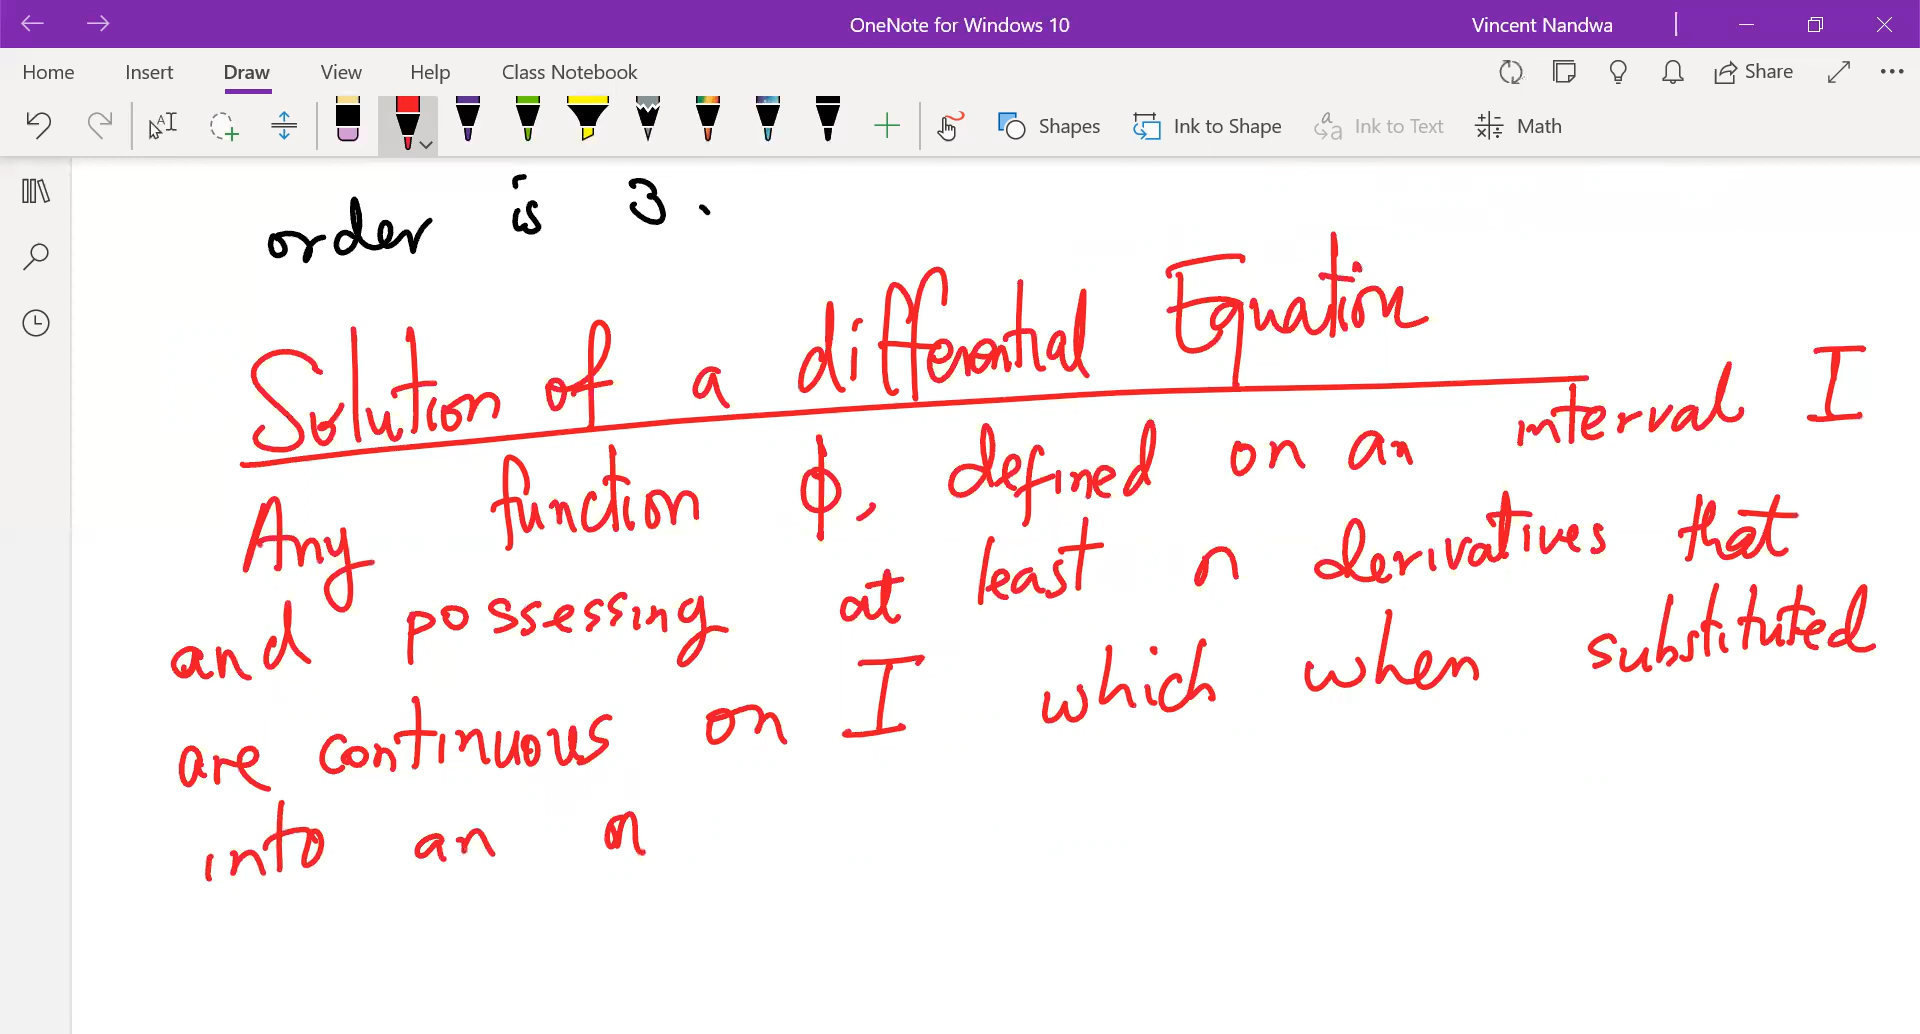 OneNote for Windows 10
Vincent Nandwa
Home Insert Draw View Help Class Notebook Share
Shapes Ink to Shape Ink to Text Math
order is 3.
Solution of a differential Equation
Any function ϕ, defined on an interval I
and possessing at least n derivatives that
are continuous on I which when substituted
into an n